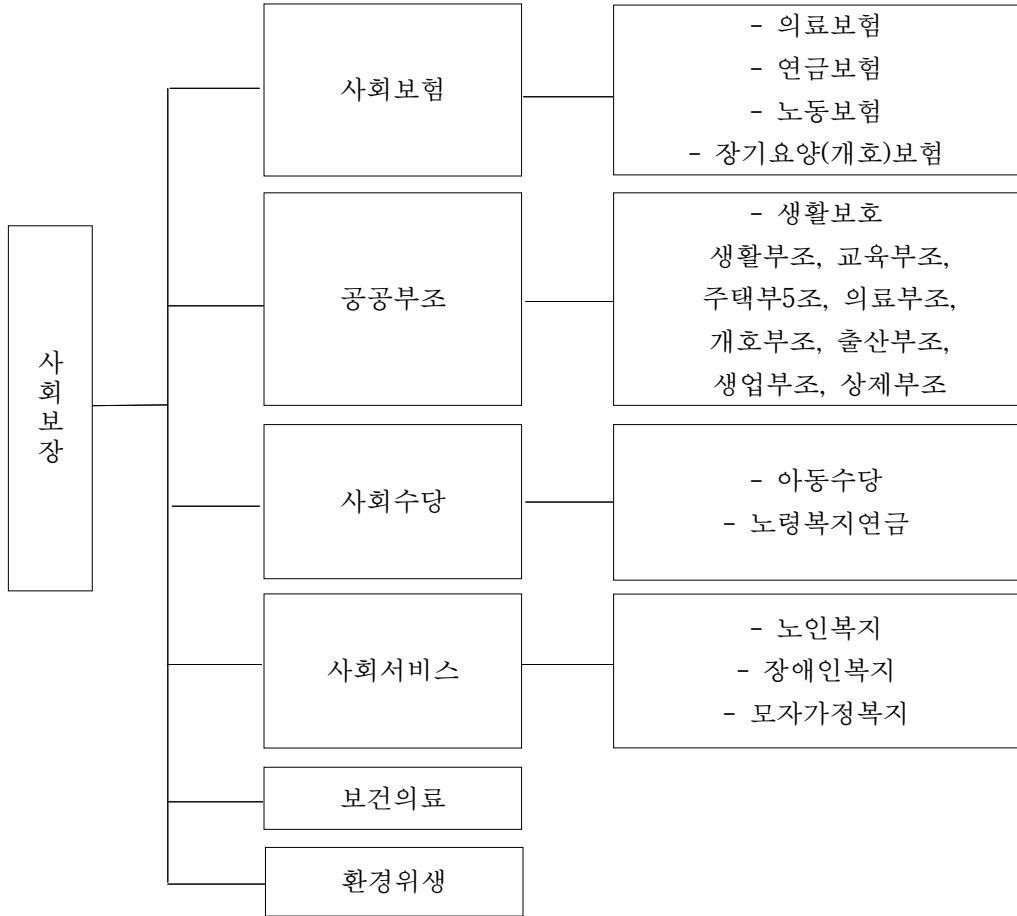 사회보장
사회보험
- 의료보험
- 연금보험
- 노동보험
- 장기요양(개호)보험
공공부조
- 생활보호
생활부조, 교육부조,
주택부5조, 의료부조,
개호부조, 출산부조,
생업부조, 상제부조
사회수당
- 아동수당
- 노령복지연금
사회서비스
- 노인복지
- 장애인복지
- 모자가정복지
보건의료
환경위생